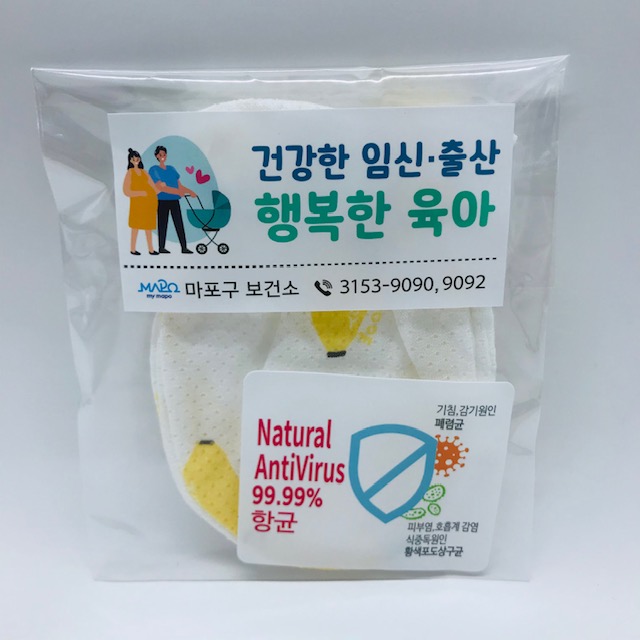 건강한 임신·출산
행복한 육아
MAPO
my mapo
마포구 보건소
3153-9090, 9092
Natural
AntiVirus
99.99%
항균
기침,감기원인
폐렴균
피부염,호흡계 감염
식중독원인
황색포도상구균